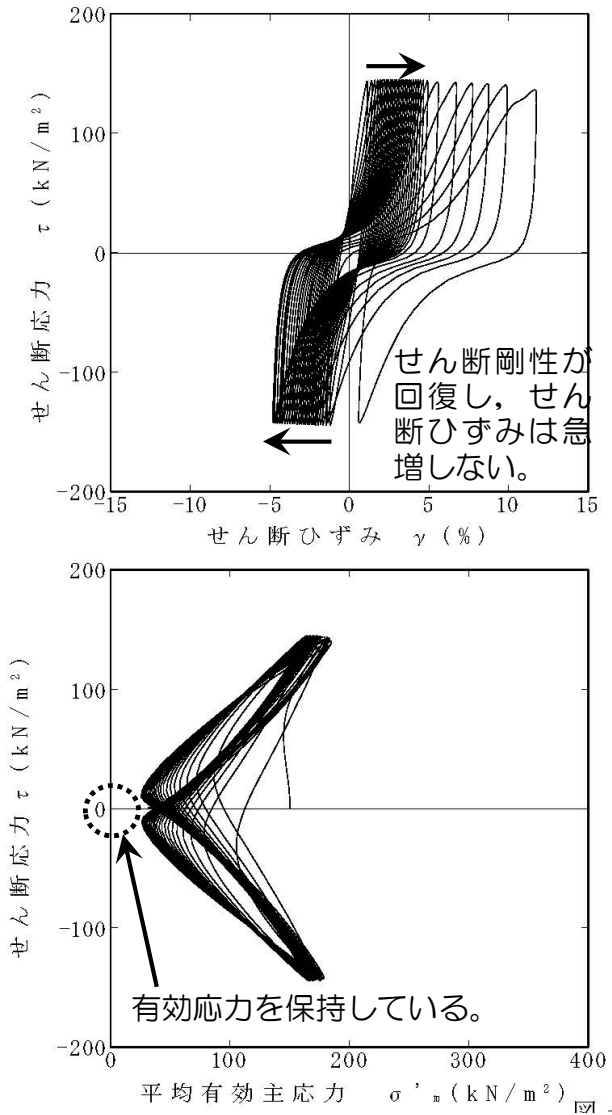 200
100
0
-100
-200
せん断応力 τ (kN/m²)
せん断剛性が
回復し，せん
断ひずみは急
増しない。
-15 -10 -5 0 5 10 15
せん断ひずみ γ (%)
200
100
0
-100
-200
せん断応力 τ (kN/m²)
有効応力を保持している。
0 100 200 300 400
平均有効主応力 σ'ₘ (kN/m²)
図